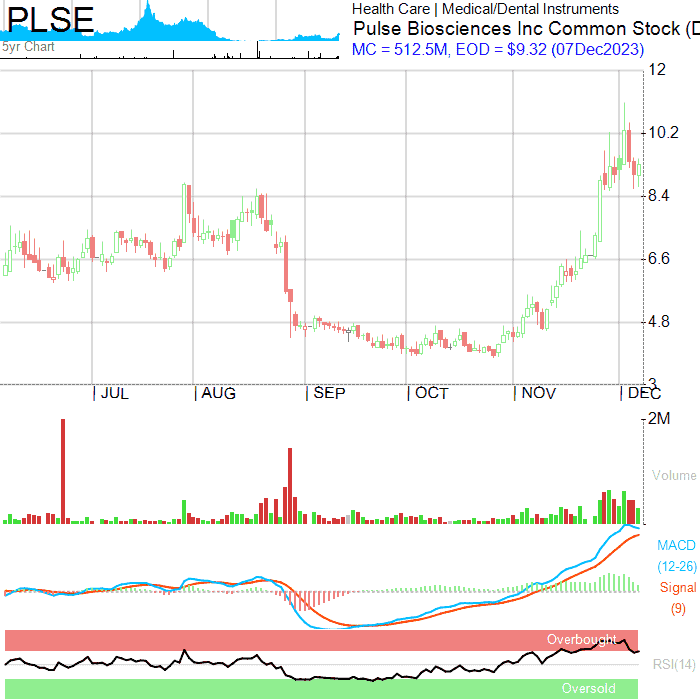 PLSE
5yr Chart
Health Care | Medical/Dental Instruments
Pulse Biosciences Inc Common Stock (D
MC = 512.5M, EOD = $9.32 (07Dec2023)
12
10.2
8.4
6.6
4.8
3
JUL AUG SEP OCT NOV DEC
2M
Volume
MACD
(12-26)
Signal
(9)
Overbought
RSI(14)
Oversold